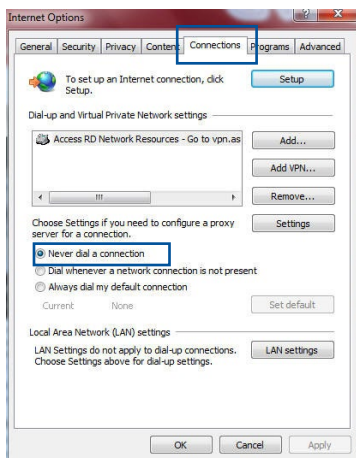 Internet Options
General Security Privacy Content Connections Programs Advanced
To set up an Internet connection, click
Setup.
Setup
Dial-up and Virtual Private Network settings
Access RD Network Resources - Go to vpn.as
Add...
Add VPN...
Remove...
Choose Settings if you need to configure a proxy
server for a connection.
Settings
Never dial a connection
Dial whenever a network connection is not present
Always dial my default connection
Current None
Set default
Local Area Network (LAN) settings
LAN Settings do not apply to dial-up connections.
Choose Settings above for dial-up settings.
LAN settings
OK Cancel Apply